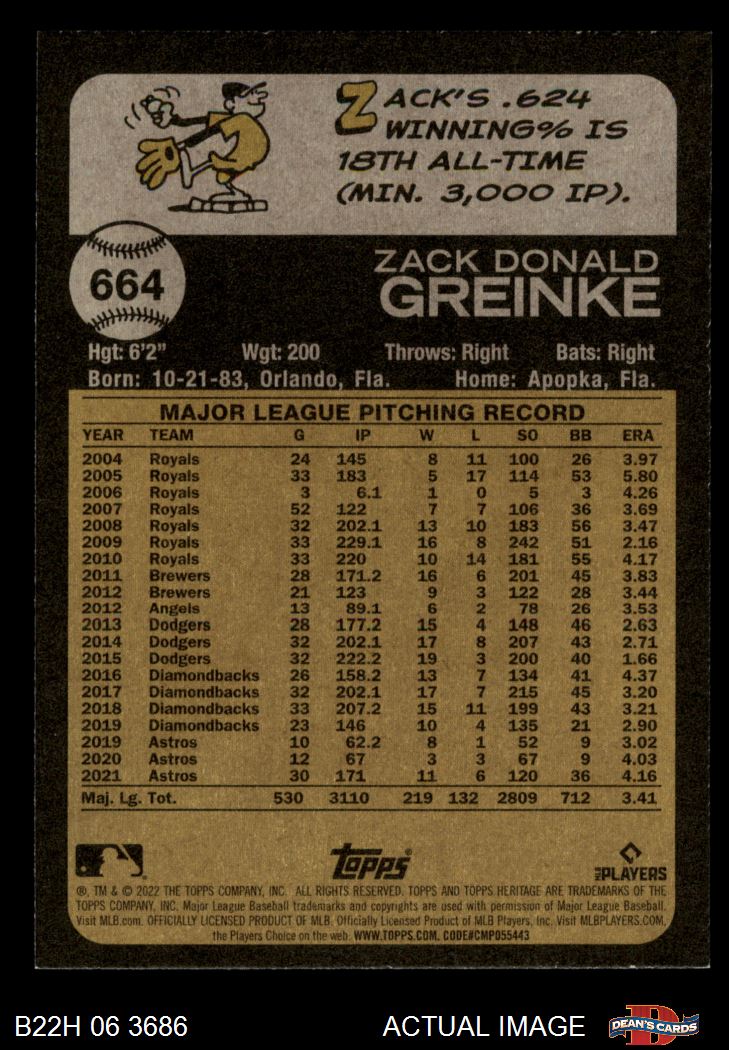 ZACK'S .624
WINNING% IS
18TH ALL-TIME
(MIN. 3,000 IP).
664
ZACK DONALD
GREINKE
Hgt: 6'2" Wgt: 200 Throws: Right Bats: Right
Born: 10-21-83, Orlando, Fla. Home: Apopka, Fla.
MAJOR LEAGUE PITCHING RECORD
YEAR TEAM G IP W L SO BB ERA
2004 Royals 24 145 8 11 100 26 3.97
2005 Royals 33 183 5 17 114 53 5.80
2006 Royals 3 6.1 1 0 5 3 4.26
2007 Royals 52 122 7 7 106 36 3.69
2008 Royals 32 202.1 13 10 183 56 3.47
2009 Royals 33 229.1 16 8 242 51 2.16
2010 Royals 33 220 10 14 181 55 4.17
2011 Brewers 28 171.2 16 6 201 45 3.83
2012 Brewers 21 123 9 3 122 28 3.44
2012 Angels 13 89.1 6 2 78 26 3.53
2013 Dodgers 28 177.2 15 4 148 46 2.63
2014 Dodgers 32 202.1 17 8 207 43 2.71
2015 Dodgers 32 222.2 19 3 200 40 1.66
2016 Diamondbacks 26 158.2 13 7 134 41 4.37
2017 Diamondbacks 32 202.1 17 7 215 45 3.20
2018 Diamondbacks 33 207.2 15 11 199 43 3.21
2019 Diamondbacks 23 146 10 4 135 21 2.90
2019 Astros 10 62.2 8 1 52 9 3.02
2020 Astros 12 67 3 3 67 9 4.03
2021 Astros 30 171 11 6 120 36 4.16
Maj. Lg. Tot. 530 3110 219 132 2809 712 3.41
Topps
MLB PLAYERS
®, TM & © 2022 THE TOPPS COMPANY, INC. ALL RIGHTS RESERVED. TOPPS AND TOPPS HERITAGE ARE TRADEMARKS OF THE
TOPPS COMPANY, INC. Major League Baseball trademarks and copyrights are used with permission of Major League Baseball.
Visit MLB.com. OFFICIALLY LICENSED PRODUCT OF MLB. Officially Licensed Product of MLB Players, Inc. Visit MLBPLAYERS.COM,
the Players Choice on the web. WWW.TOPPS.COM. CODE#CMP055443
B22H 06 3686 ACTUAL IMAGE DEAN'S CARDS